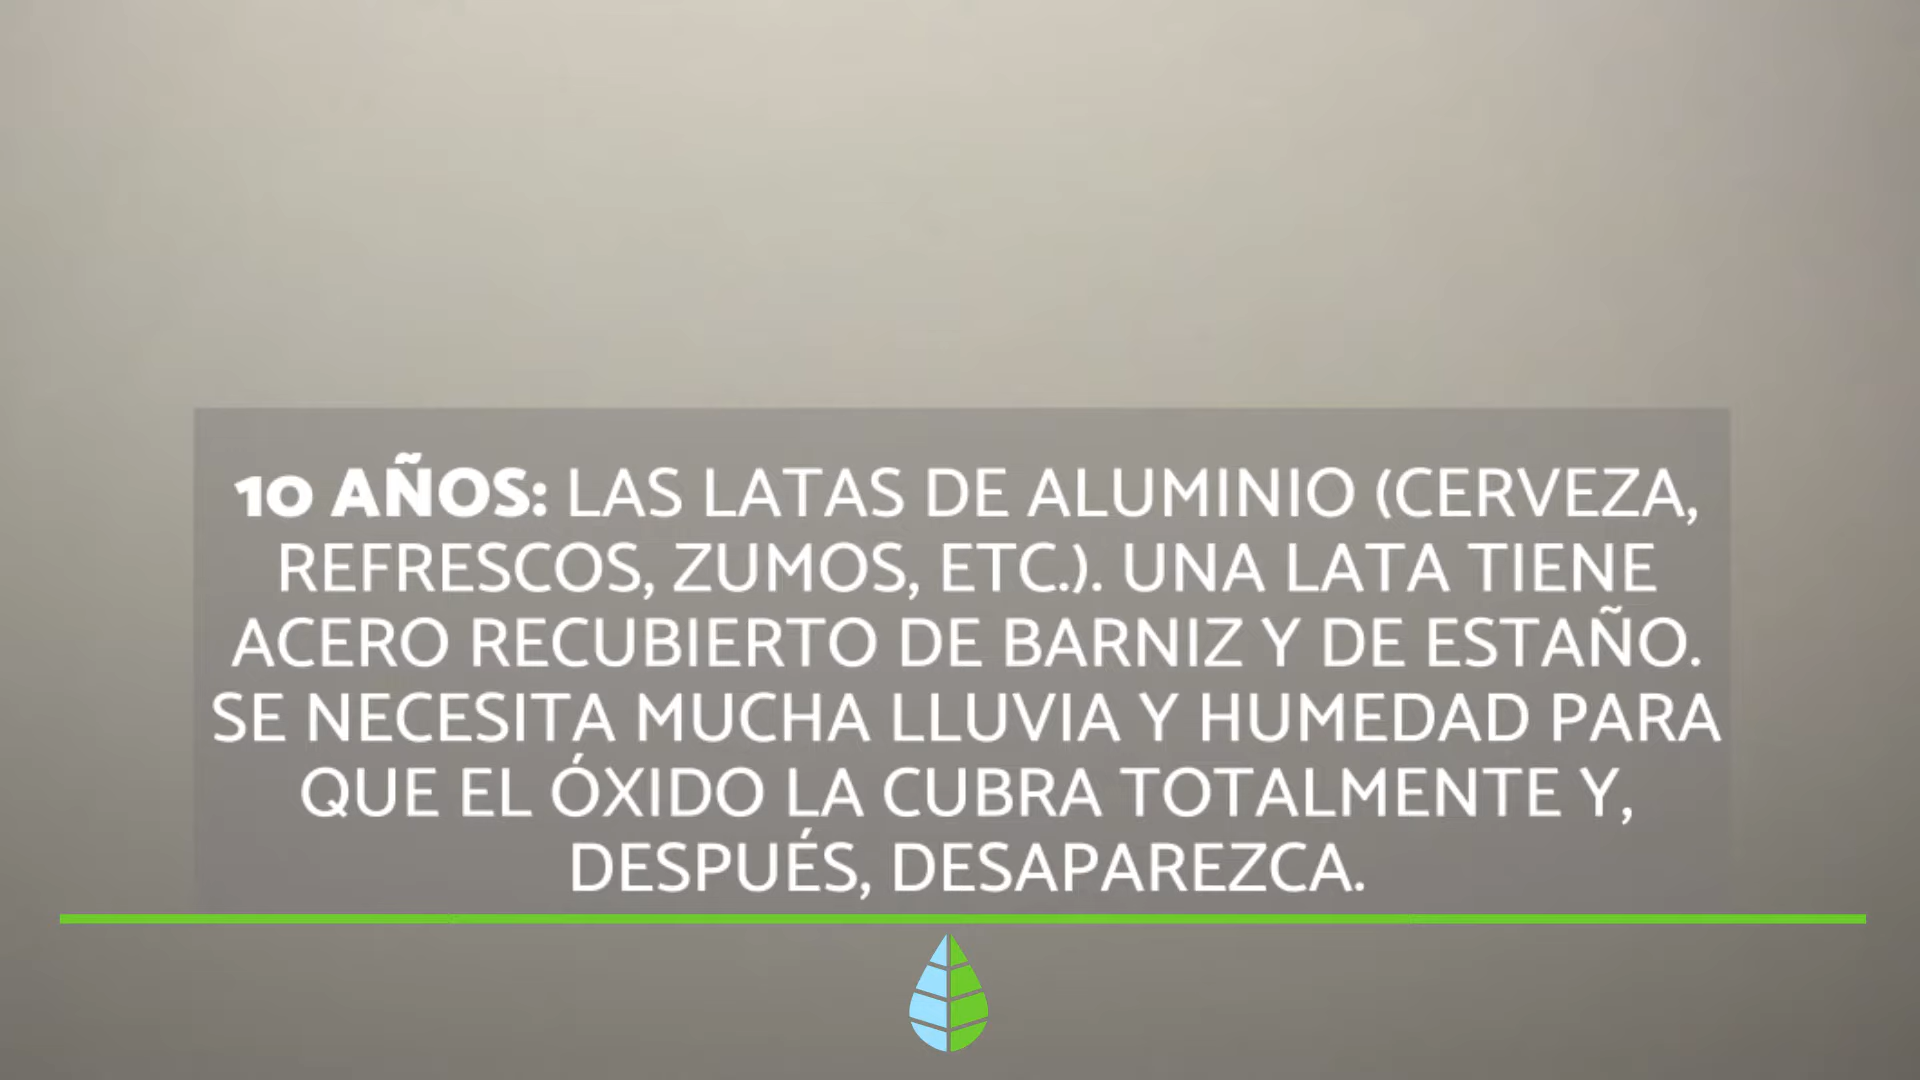 10 AÑOS: LAS LATAS DE ALUMINIO (CERVEZA,
REFRESCOS, ZUMOS, ETC.). UNA LATA TIENE
ACERO RECUBIERTO DE BARNIZ Y DE ESTAÑO.
SE NECESITA MUCHA LLUVIA Y HUMEDAD PARA
QUE EL ÓXIDO LA CUBRA TOTALMENTE Y,
DESPUÉS, DESAPAREZCA.